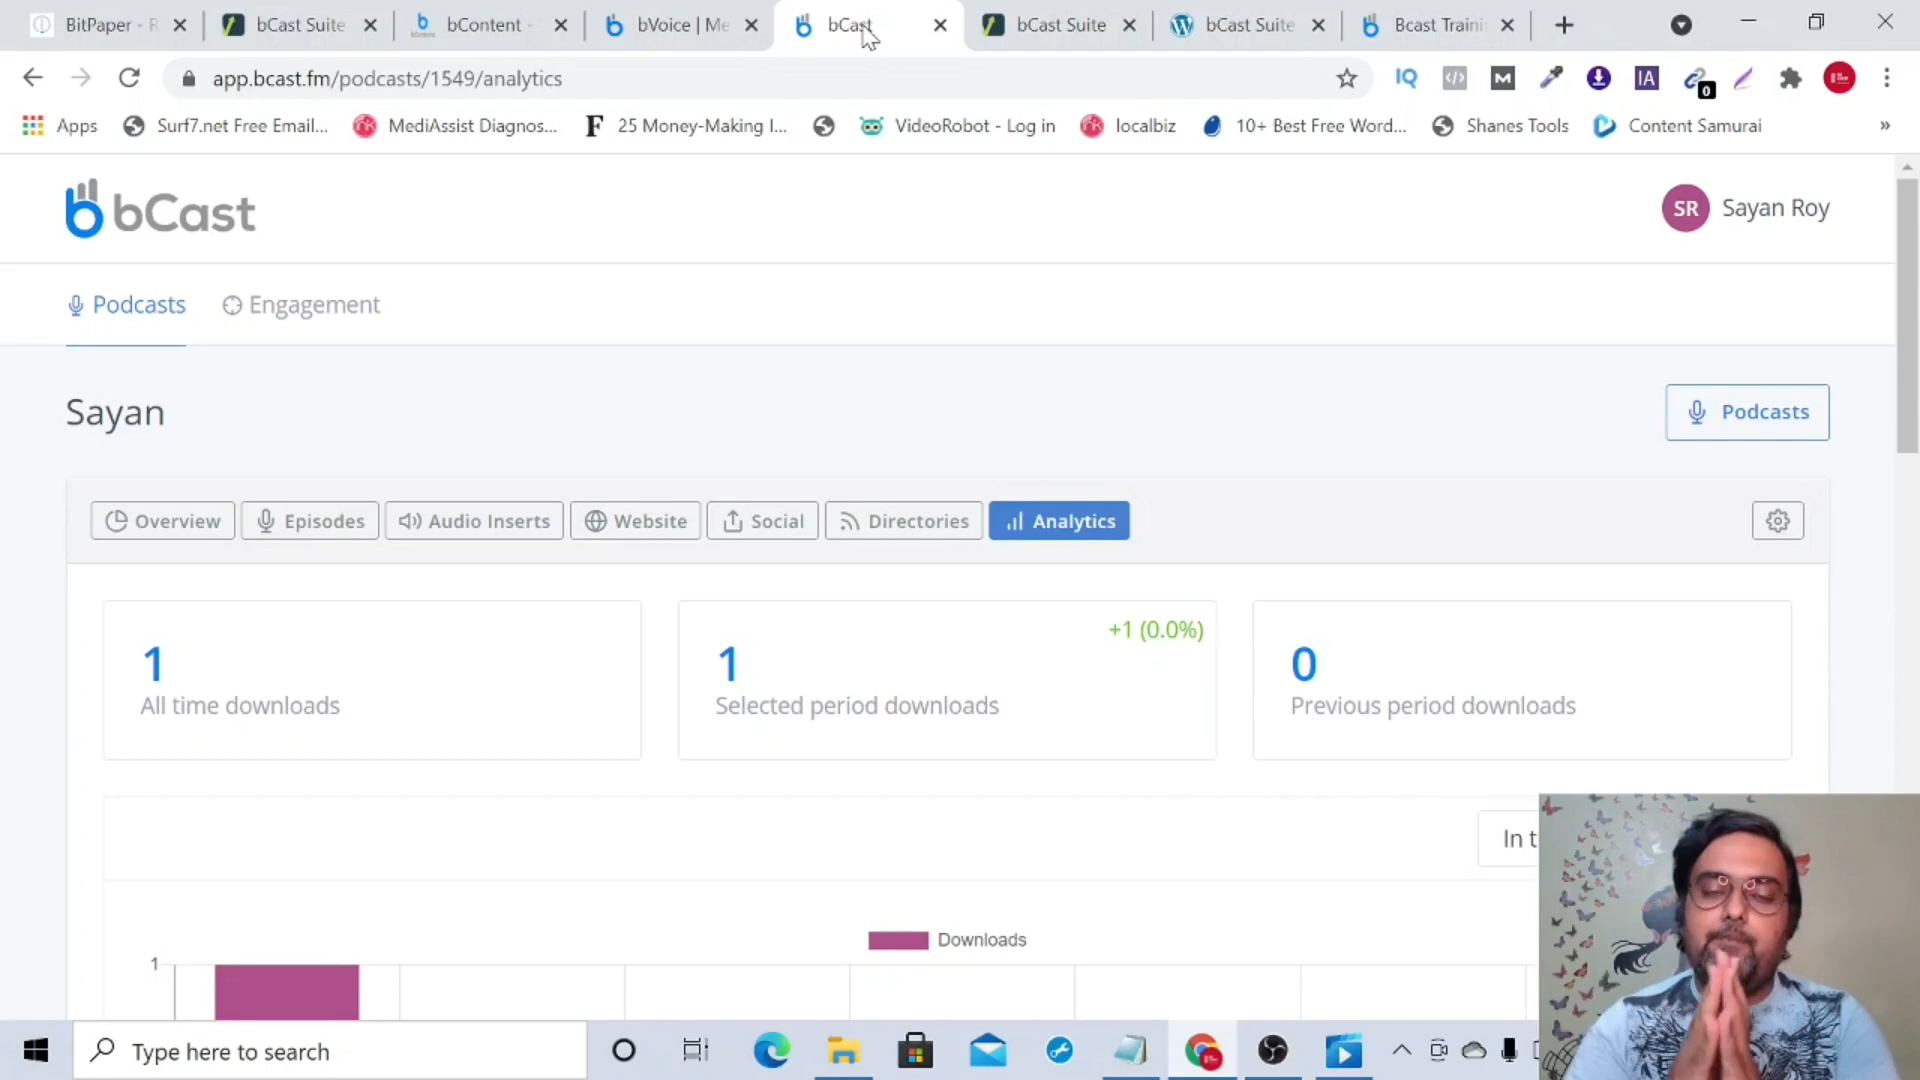 BitPaper - R
bCast Suite
bContent -
bVoice | Me
bCast
bCast Suite
bCast Suite
Bcast Traini
app.bcast.fm/podcasts/1549/analytics
IQ
M
IA
0
Apps
Surf7.net Free Email...
MediAssist Diagnos...
F 25 Money-Making I...
VideoRobot - Log in
localbiz
10+ Best Free Word...
Shanes Tools
Content Samurai
»
bCast
SR Sayan Roy
Podcasts
Engagement
Sayan
Podcasts
Overview
Episodes
Audio Inserts
Website
Social
Directories
Analytics
1
All time downloads
+1 (0.0%)
1
Selected period downloads
0
Previous period downloads
In t
Downloads
1
Type here to search